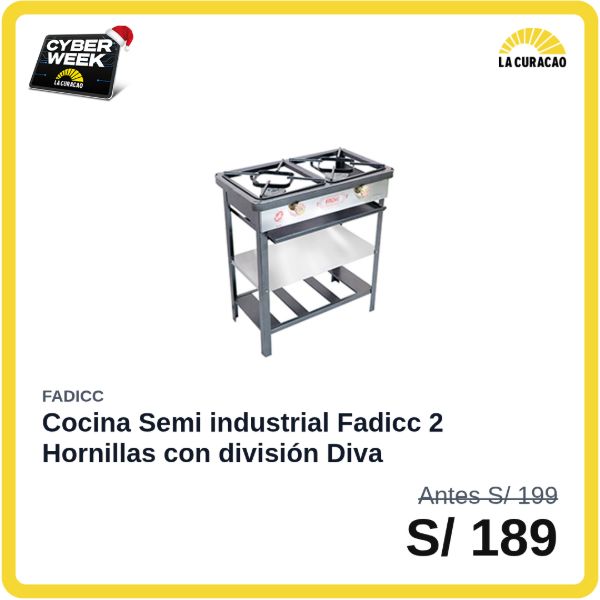 CYBER
WEEK
LA CURACAO
LA CURACAO
FADICC
Cocina Semi industrial Fadicc 2
Hornillas con división Diva
Antes S/ 199
S/ 189